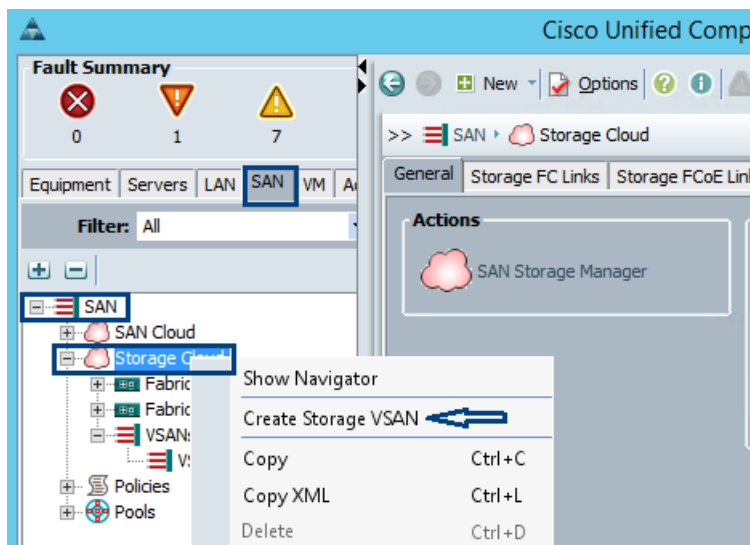 Cisco Unified Comp
Fault Summary
0 1 7
New Options
>> SAN Storage Cloud
Equipment Servers LAN SAN VM
General Storage FC Links Storage FCoE Lin
Filter: All
Actions
SAN Storage Manager
SAN
SAN Cloud
Storage Cloud
Fabric
Fabric
VSANs
Policies
Pools
Show Navigator
Create Storage VSAN
Copy Ctrl+C
Copy XML Ctrl+L
Delete Ctrl+D